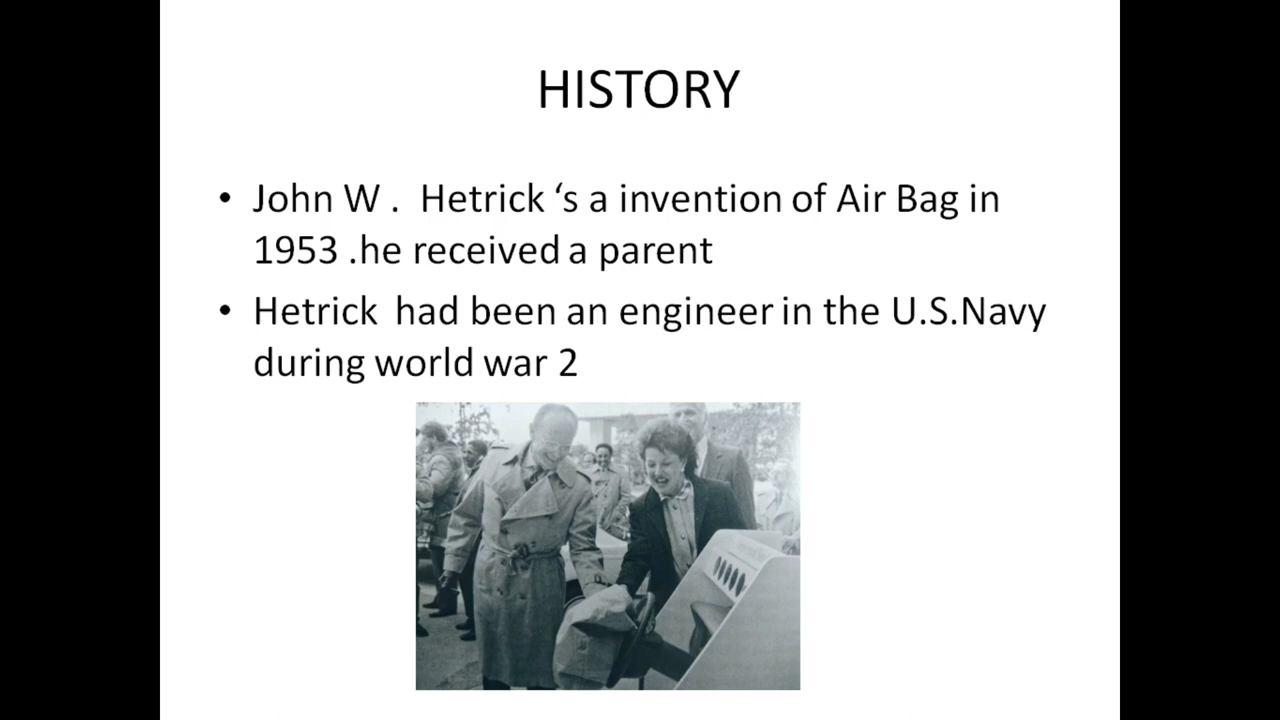 HISTORY
• John W . Hetrick ‘s a invention of Air Bag in
1953 .he received a parent
• Hetrick had been an engineer in the U.S.Navy
during world war 2